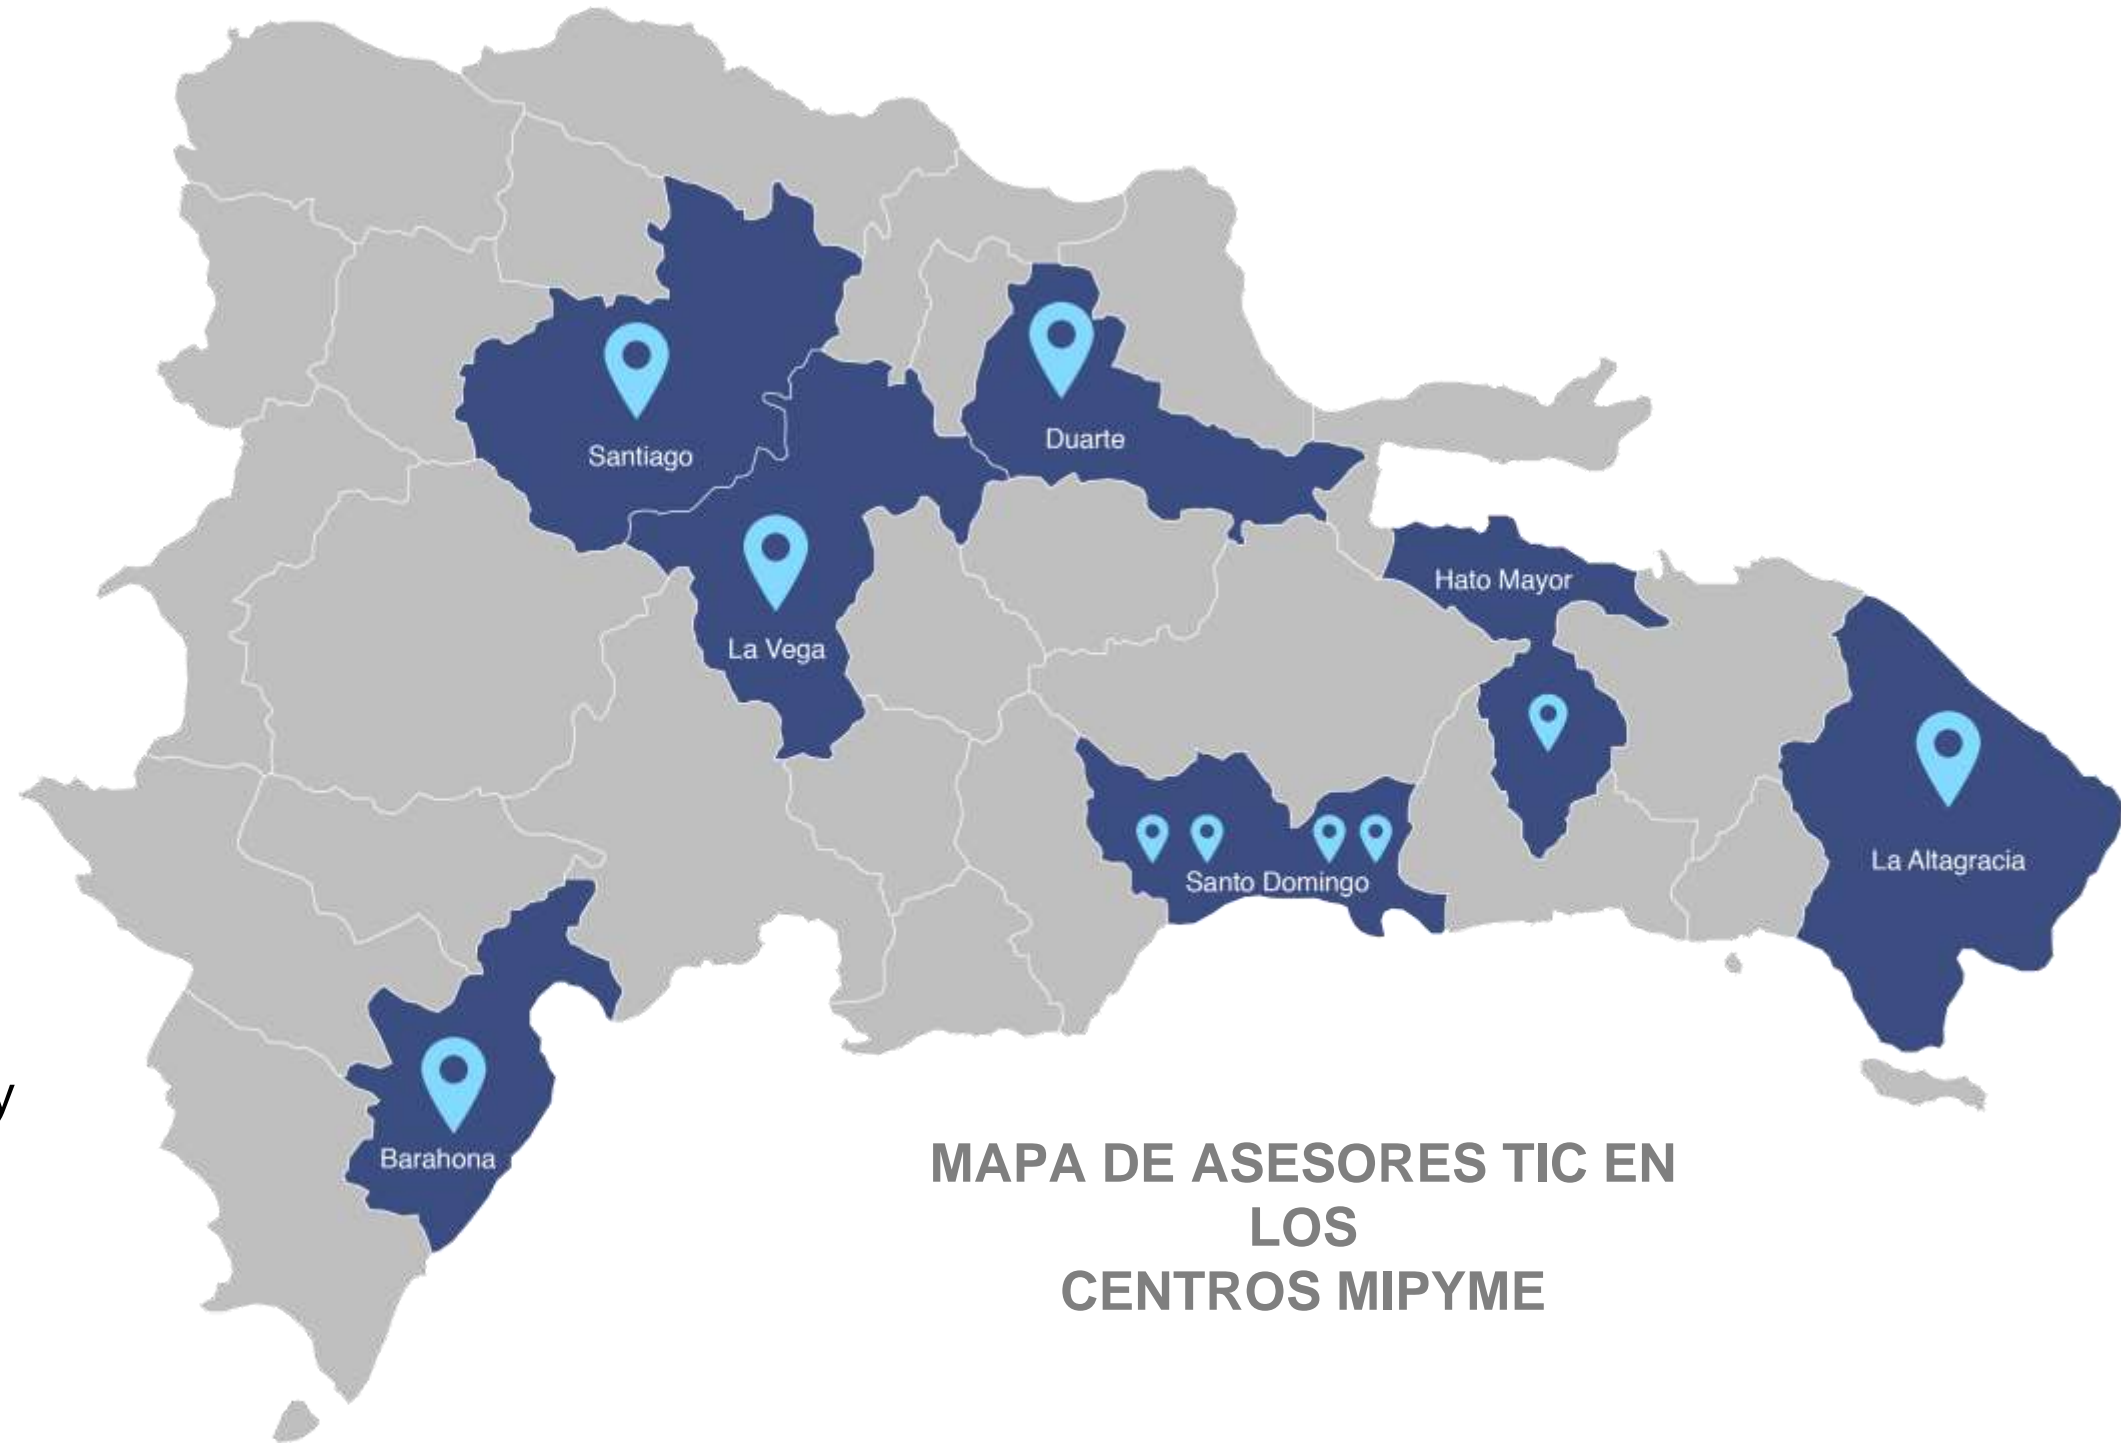 Santiago
Duarte
Hato Mayor
La Vega
La Altagracia
Santo Domingo
y
Barahona
MAPA DE ASESORES TIC EN
LOS
CENTROS MIPYME